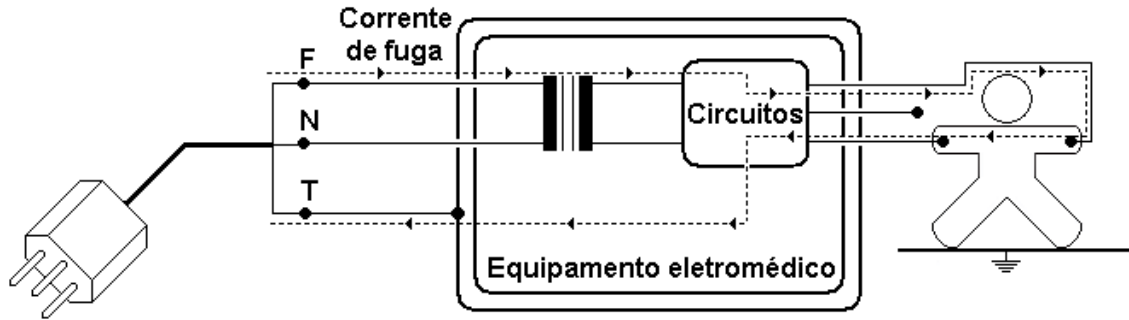 Corrente
de fuga
F
N
T
Circuitos
Equipamento eletromédico